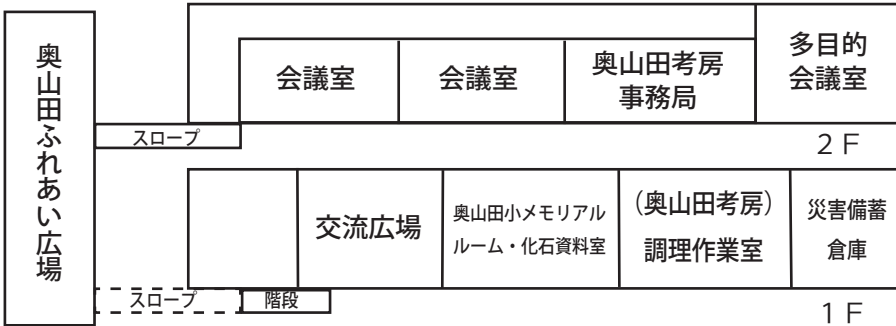 奥山田ふれあい広場
会議室
会議室
奥山田考房
事務局
多目的
会議室
スロープ
２Ｆ
交流広場
奥山田小メモリアル
ルーム・化石資料室
（奥山田考房）
調理作業室
災害備蓄
倉庫
スロープ
階段
１Ｆ